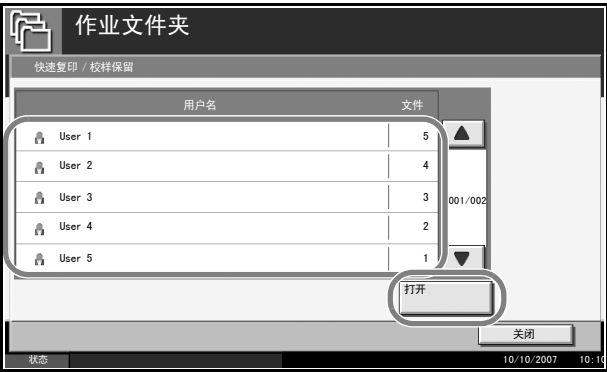 作业文件夹
快速复印 / 校样保留
用户名 文件
User 1 5
User 2 4
User 3 3
001/002
User 4 2
User 5 1
打开
关闭
状态 10/10/2007 10:10